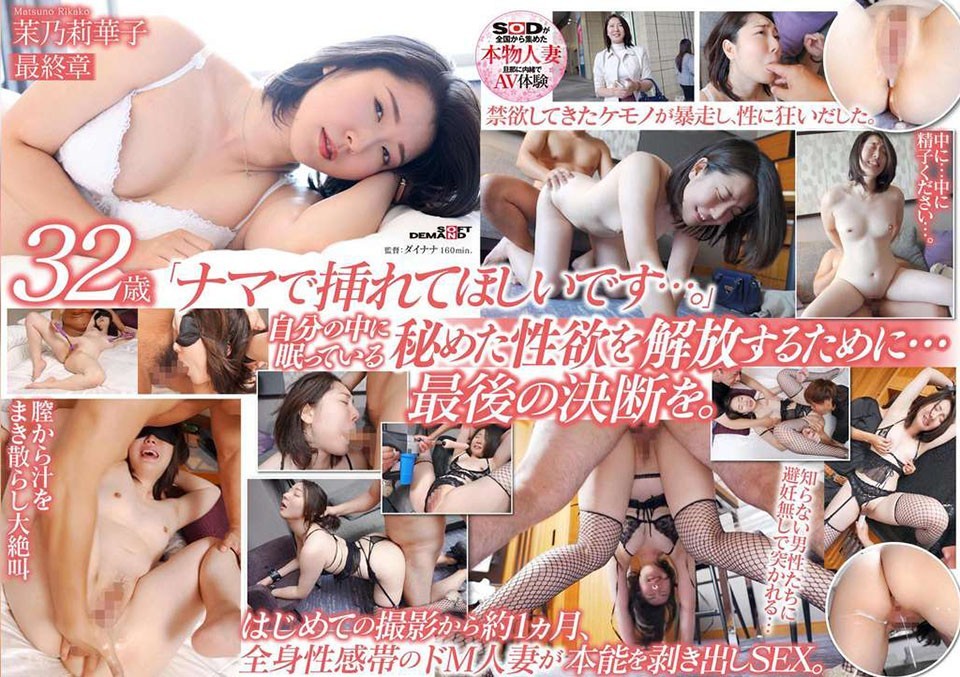 Matsuno Rikako
茉乃莉華子
最終章
SODが
全国から集めた
本物人妻
旦那に内緒で
AV体験
禁欲してきたケモノが暴走し、性に狂いだした。
中に…中に
精子ください…。
SOFT
DEMAND
監督：ダイナナ 160min.
32歳
「ナマで挿れてほしいです…。」
自分の中に
眠っている
秘めた性欲を解放するために…
最後の決断を。
膣から汁を
まき散らし大絶叫
知らない男性たちに
避妊無しで突かれる…
はじめての撮影から約1ヵ月、
全身性感帯のドM人妻が本能を剥き出しSEX。